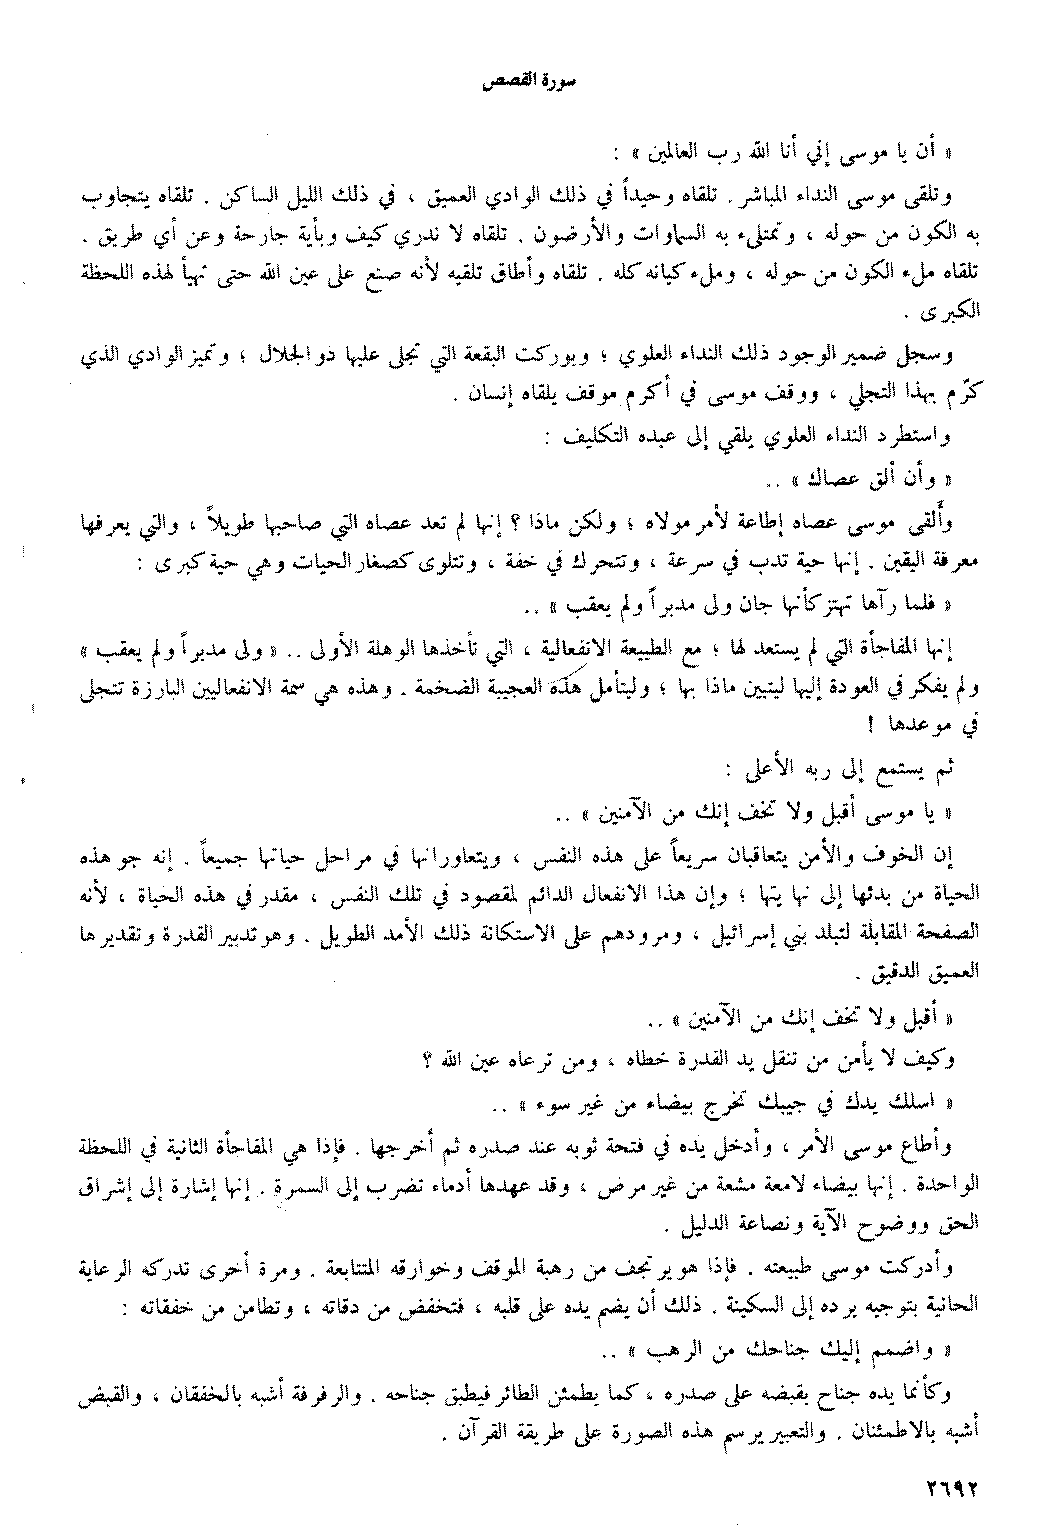 سورة القصص
« أن يا موسى إني أنا الله رب العالمين » :
وتلقى موسى النداء المباشر . تلقاه وحيداً في ذلك الوادي العميق ، في ذلك الليل الساكن . تلقاه يتجاوب
به الكون من حوله ، وتمتلىء به السماوات والأرضون . تلقاه لا ندري كيف وبأية جارحة وعن أي طريق .
تلقاه ملء الكون من حوله ، وملء كيانه كله . تلقاه وأطاق تلقيه لأنه صنع على عين الله حتى تهيأ لهذه اللحظة
الكبرى .
وسجل ضمير الوجود ذلك النداء العلوي ؛ وبوركت البقعة التي تجلى عليها ذو الجلال ؛ وتميز الوادي الذي
كرّم بهذا التجلي ، ووقف موسى في أكرم موقف يلقاه إنسان .
واستطرد النداء العلوي يلقي إلى عبده التكليف :
« وأن ألق عصاك » ..
وألقى موسى عصاه إطاعة لأمر مولاه ؛ ولكن ماذا ؟ إنها لم تعد عصاه التي صاحبها طويلاً ، والتي يعرفها
معرفة اليقين . إنها حية تدب في سرعة ، وتتحرك في خفة ، وتتلوى كصغار الحيات وهي حية كبرى :
« فلما رآها تهتز كأنها جان ولى مدبراً ولم يعقب » ..
إنها المفاجأة التي لم يستعد لها ؛ مع الطبيعة الانفعالية ، التي تأخذها الوهلة الأولى .. « ولى مدبراً ولم يعقب »
ولم يفكر في العودة إليها ليتبين ماذا بها ؛ وليتأمل هذه العجيبة الضخمة . وهذه هي سمة الانفعاليين البارزة تتجلى
في موعدها !
ثم يستمع إلى ربه الأعلى :
« يا موسى أقبل ولا تخف إنك من الآمنين » ..
إن الخوف والأمن يتعاقبان سريعاً على هذه النفس ، ويتعاورانها في مراحل حياتها جميعاً . إنه جو هذه
الحياة من بدئها إلى نهايتها ؛ وإن هذا الانفعال الدائم لمقصود في تلك النفس ، مقدر في هذه الحياة ، لأنه
الصفحة المقابلة لتبلد بني إسرائيل ، ومرودهم على الاستكانة ذلك الأمد الطويل . وهو تدبير القدرة وتقديرها
العميق الدقيق .
« أقبل ولا تخف إنك من الآمنين » ..
وكيف لا يأمن من تنقل يد القدرة خطاه ، ومن ترعاه عين الله ؟
« اسلك يدك في جيبك تخرج بيضاء من غير سوء » ..
وأطاع موسى الأمر ، وأدخل يده في فتحة ثوبه عند صدره ثم أخرجها . فإذا هي المفاجأة الثانية في اللحظة
الواحدة . إنها بيضاء لامعة مشعة من غير مرض ، وقد عهدها أدماء تضرب إلى السمرة . إنها إشارة إلى إشراق
الحق ووضوح الآية ونصاعة الدليل .
وأدركت موسى طبيعته . فإذا هو يرتجف من رهبة الموقف وخوارقه المتتابعة . ومرة أخرى تدركه الرعاية
الحانية بتوجيه يرده إلى السكينة . ذلك أن يضم يده على قلبه ، فتخفض من دقاته ، وتطامن من خفقاته :
« واضمم إليك جناحك من الرهب » ..
وكأنما يده جناح يقبضه على صدره ، كما يطمئن الطائر فيطبق جناحه . والرفرفة أشبه بالخفقان ، والقبض
أشبه بالاطمئنان . والتعبير يرسم هذه الصورة على طريقة القرآن .
٢٦٩٢